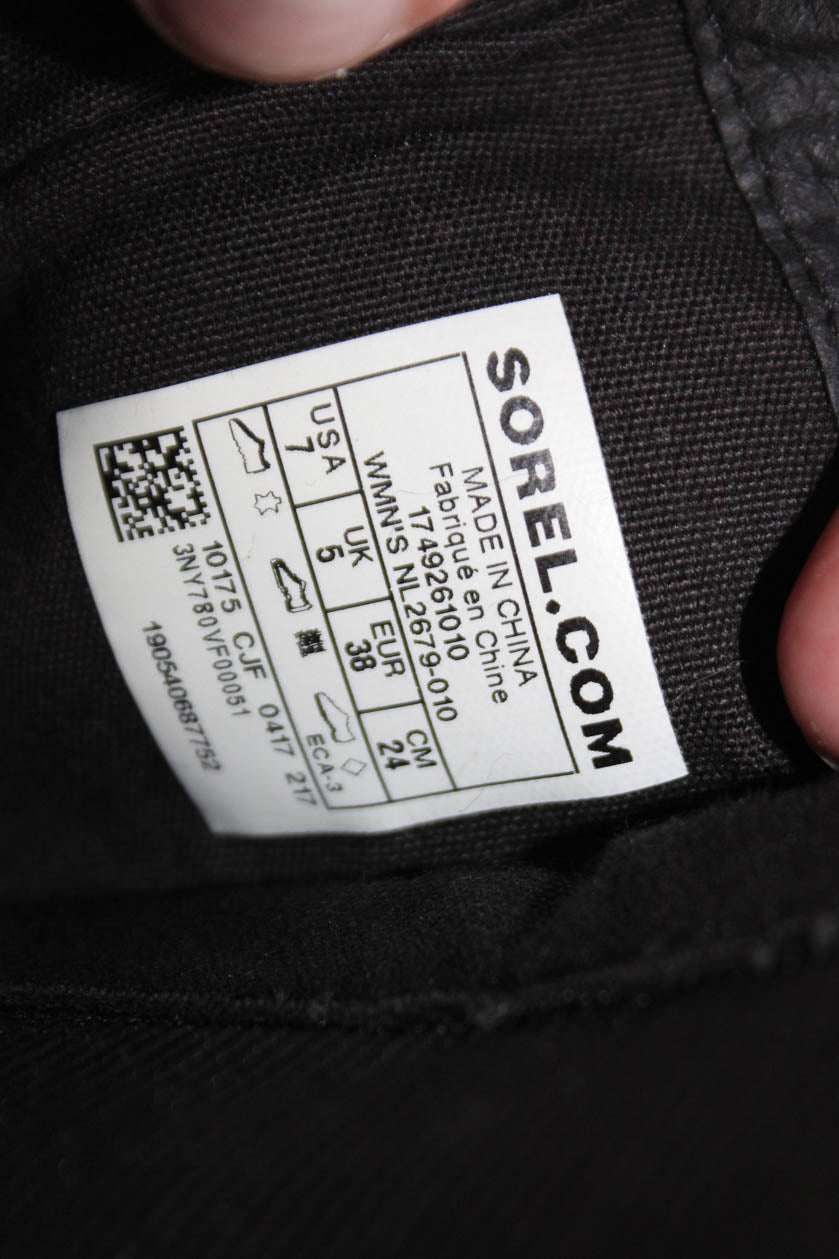 SOREL.COM
MADE IN CHINA
Fabriqué en Chine
1749261010
WMN'S NL2679-010
USA UK EUR CM
7 5 38 24
ECA-3
10175 CJF 0417 217
3NY780VF00051
190540687752